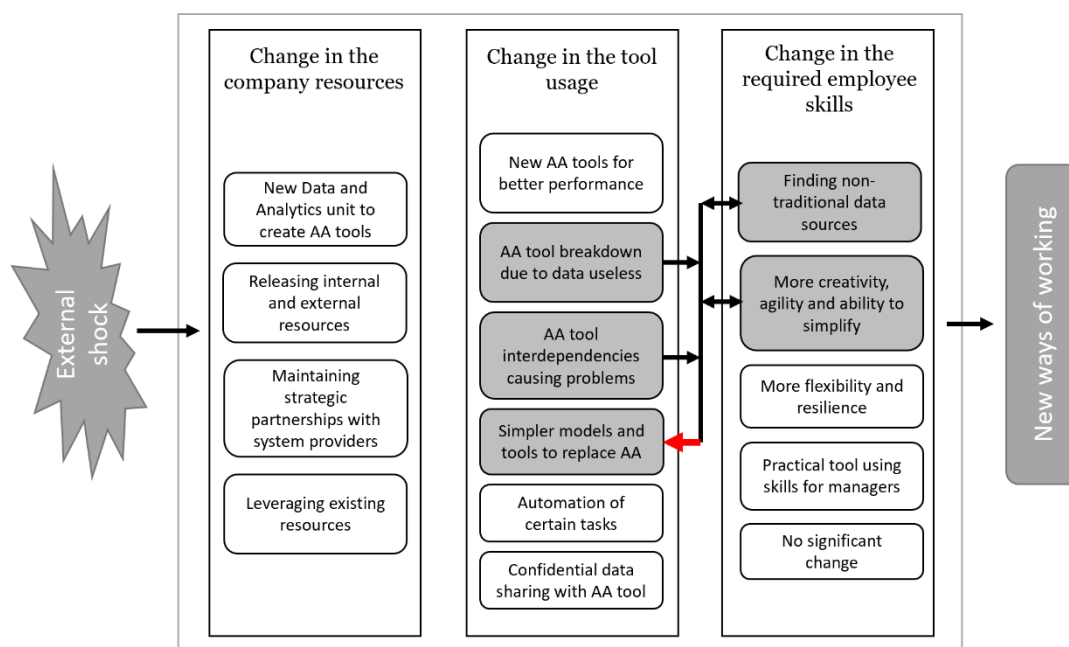 External
shock
Change in the
company resources
New Data and
Analytics unit to
create AA tools
Releasing internal
and external
resources
Maintaining
strategic
partnerships with
system providers
Leveraging existing
resources
Change in the tool
usage
New AA tools for
better performance
AA tool breakdown
due to data useless
AA tool
interdependencies
causing problems
Simpler models and
tools to replace AA
Automation of
certain tasks
Confidential data
sharing with AA tool
Change in the
required employee
skills
Finding non-
traditional data
sources
More creativity,
agility and ability to
simplify
More flexibility and
resilience
Practical tool using
skills for managers
No significant
change
New ways of working